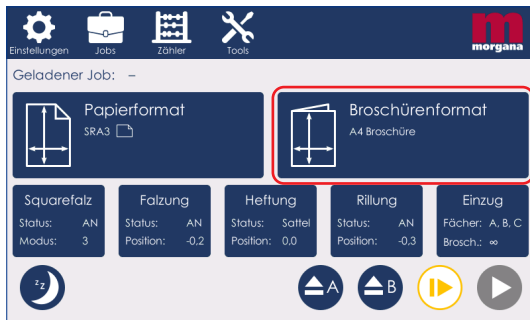 Einstellungen Jobs Zähler Tools
morgana
Geladener Job: –
Papierformat
SRA3
Broschürenformat
A4 Broschüre
Squarefalz
Status: AN
Modus: 3
Falzung
Status: AN
Position: -0,2
Heftung
Status: Sattel
Position: 0,0
Rillung
Status: AN
Position: -0,3
Einzug
Fächer: A, B, C
Brosch.: ∞
z z
A
B